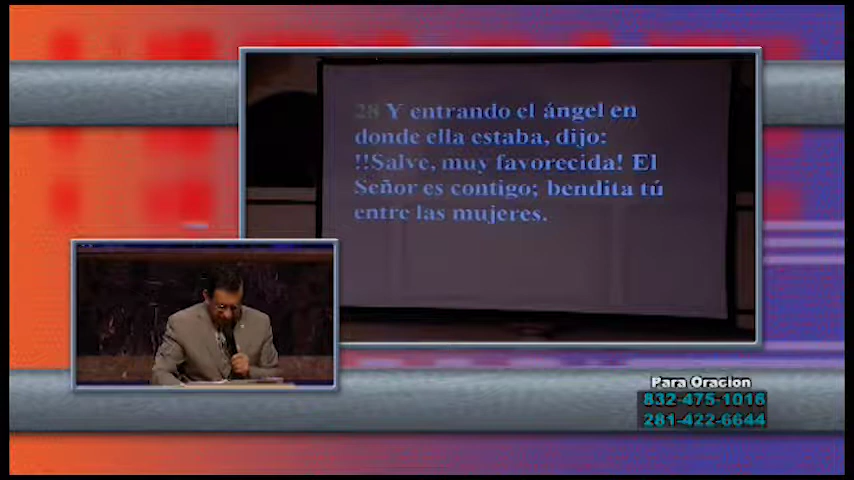 28 Y entrando el ángel en
donde ella estaba, dijo:
!!Salve, muy favorecida! El
Señor es contigo; bendita tú
entre las mujeres.
Para Oracion
832-475-1016
281-422-6644